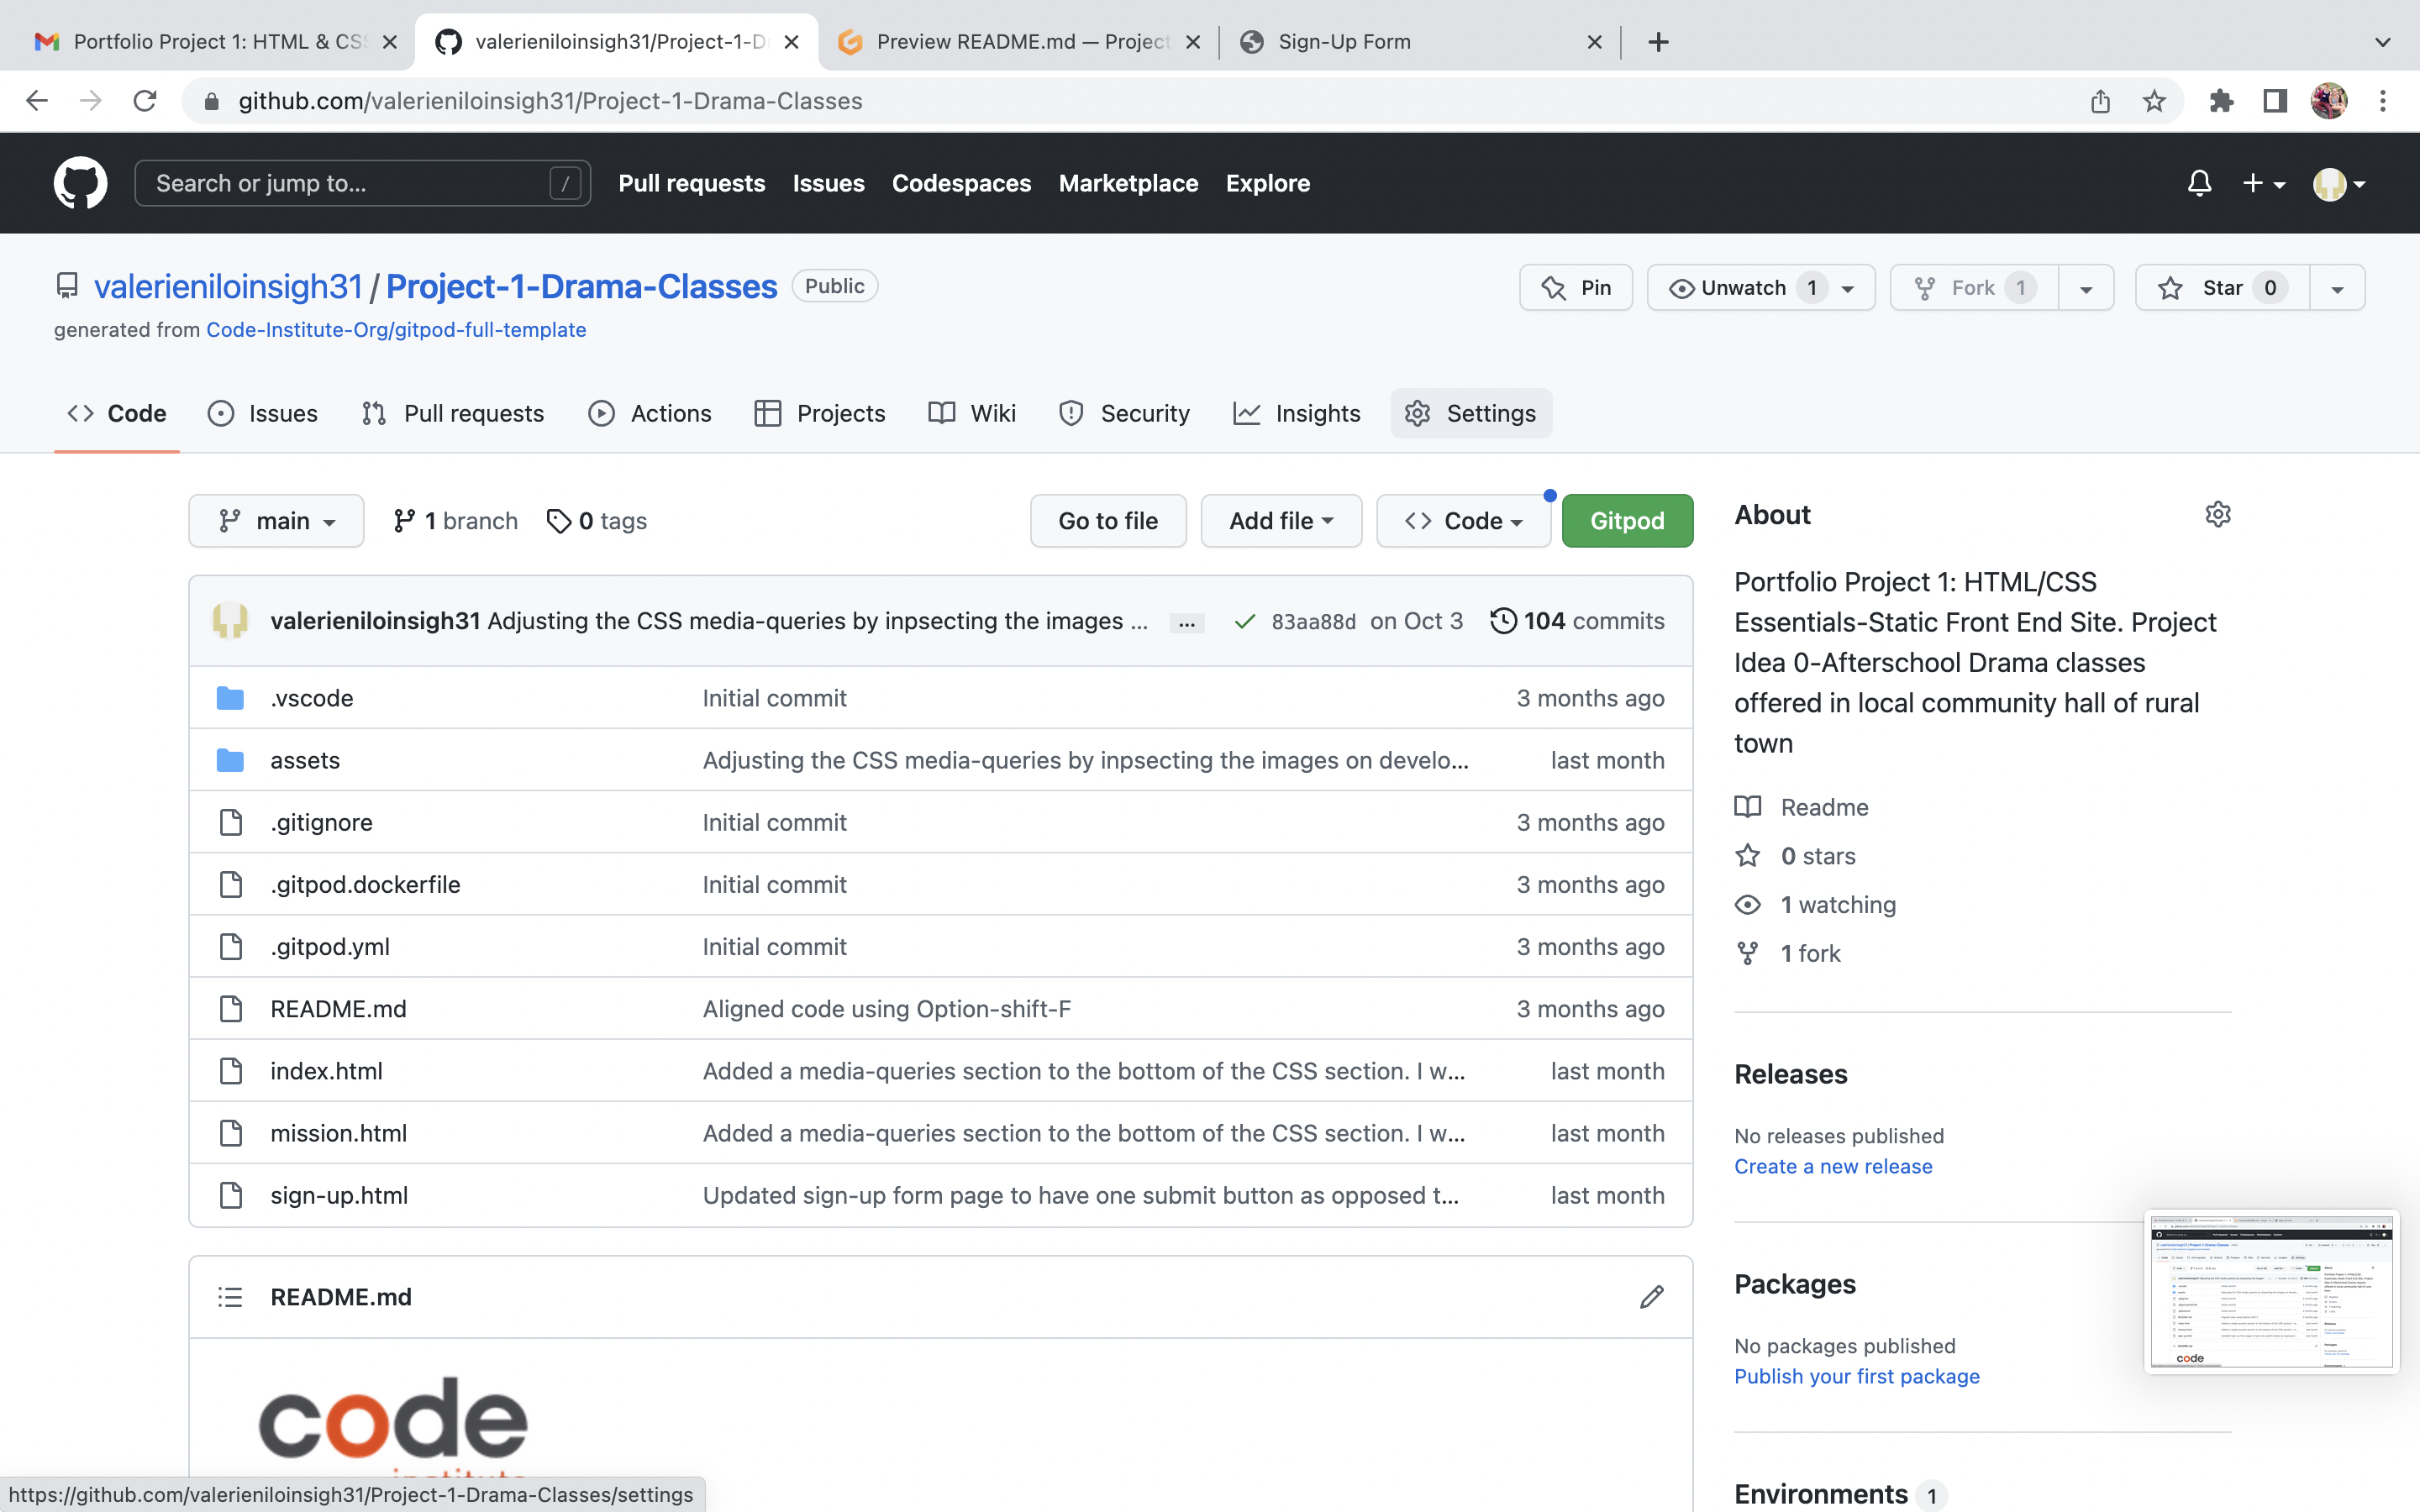 Portfolio Project 1: HTML & CS
valerieniloinsigh31/Project-1-D
Preview README.md — Project
Sign-Up Form
github.com/valerieniloinsigh31/Project-1-Drama-Classes
Search or jump to...
/
Pull requests
Issues
Codespaces
Marketplace
Explore
valerieniloinsigh31 / Project-1-Drama-Classes
Public
Pin
Unwatch 1
Fork 1
Star 0
generated from Code-Institute-Org/gitpod-full-template
Code
Issues
Pull requests
Actions
Projects
Wiki
Security
Insights
Settings
main
1 branch
0 tags
Go to file
Add file
Code
Gitpod
valerieniloinsigh31 Adjusting the CSS media-queries by inpsecting the images ...
...
83aa88d on Oct 3
104 commits
.vscode Initial commit 3 months ago
assets Adjusting the CSS media-queries by inpsecting the images on develo... last month
.gitignore Initial commit 3 months ago
.gitpod.dockerfile Initial commit 3 months ago
.gitpod.yml Initial commit 3 months ago
README.md Aligned code using Option-shift-F 3 months ago
index.html Added a media-queries section to the bottom of the CSS section. I w... last month
mission.html Added a media-queries section to the bottom of the CSS section. I w... last month
sign-up.html Updated sign-up form page to have one submit button as opposed t... last month
README.md
code
institute
About
Portfolio Project 1: HTML/CSS
Essentials-Static Front End Site. Project
Idea 0-Afterschool Drama classes
offered in local community hall of rural
town
Readme
0 stars
1 watching
1 fork
Releases
No releases published
Create a new release
Packages
No packages published
Publish your first package
Environments 1
code
https://github.com/valerieniloinsigh31/Project-1-Drama-Classes/settings